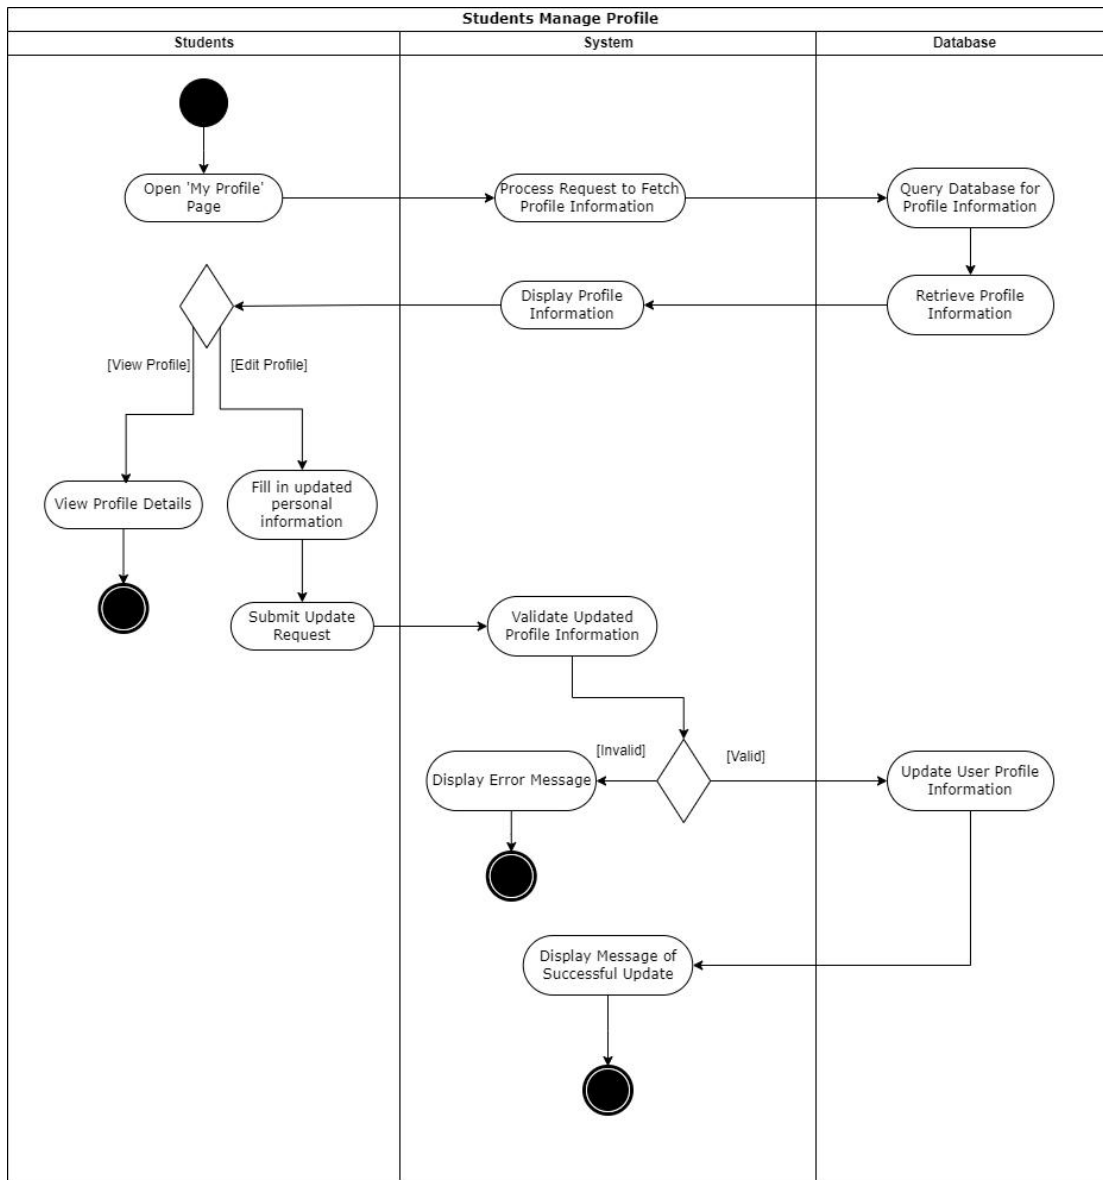 Students Manage Profile
Students
System
Database
Open 'My Profile'
Page
Process Request to Fetch
Profile Information
Query Database for
Profile Information
Display Profile
Information
Retrieve Profile
Information
[View Profile]
[Edit Profile]
View Profile Details
Fill in updated
personal
information
Submit Update
Request
Validate Updated
Profile Information
[Invalid]
[Valid]
Display Error Message
Update User Profile
Information
Display Message of
Successful Update